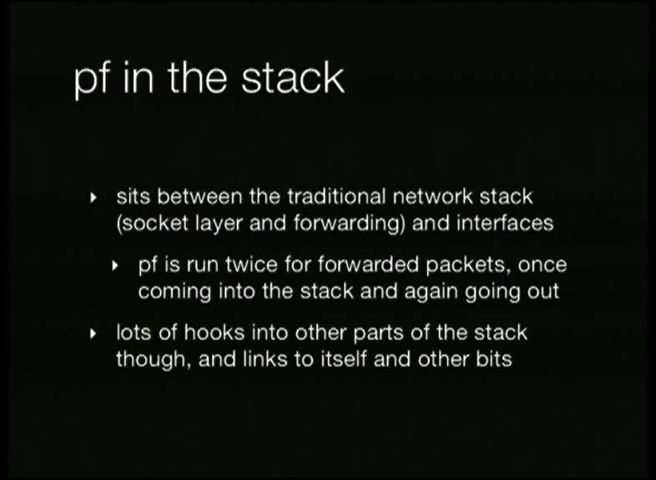 pf in the stack
‣ sits between the traditional network stack
(socket layer and forwarding) and interfaces
‣ pf is run twice for forwarded packets, once
coming into the stack and again going out
‣ lots of hooks into other parts of the stack
though, and links to itself and other bits